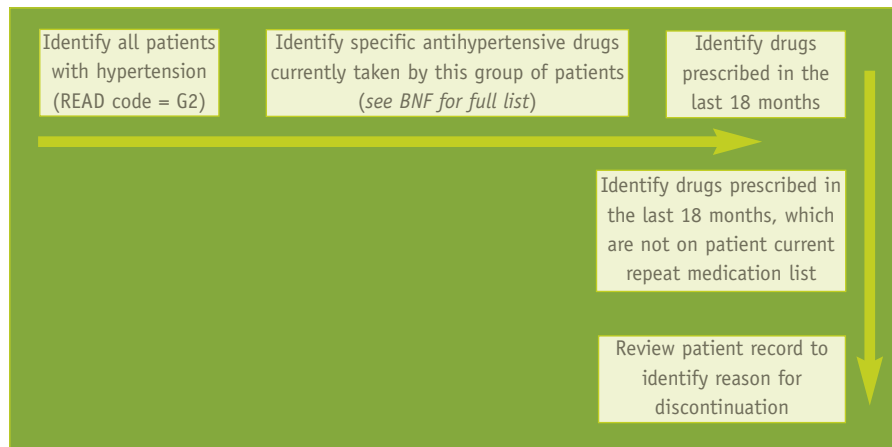 Identify all patients
with hypertension
(READ code = G2)
Identify specific antihypertensive drugs
currently taken by this group of patients
(see BNF for full list)
Identify drugs
prescribed in the
last 18 months
Identify drugs prescribed in
the last 18 months, which
are not on patient current
repeat medication list
Review patient record to
identify reason for
discontinuation